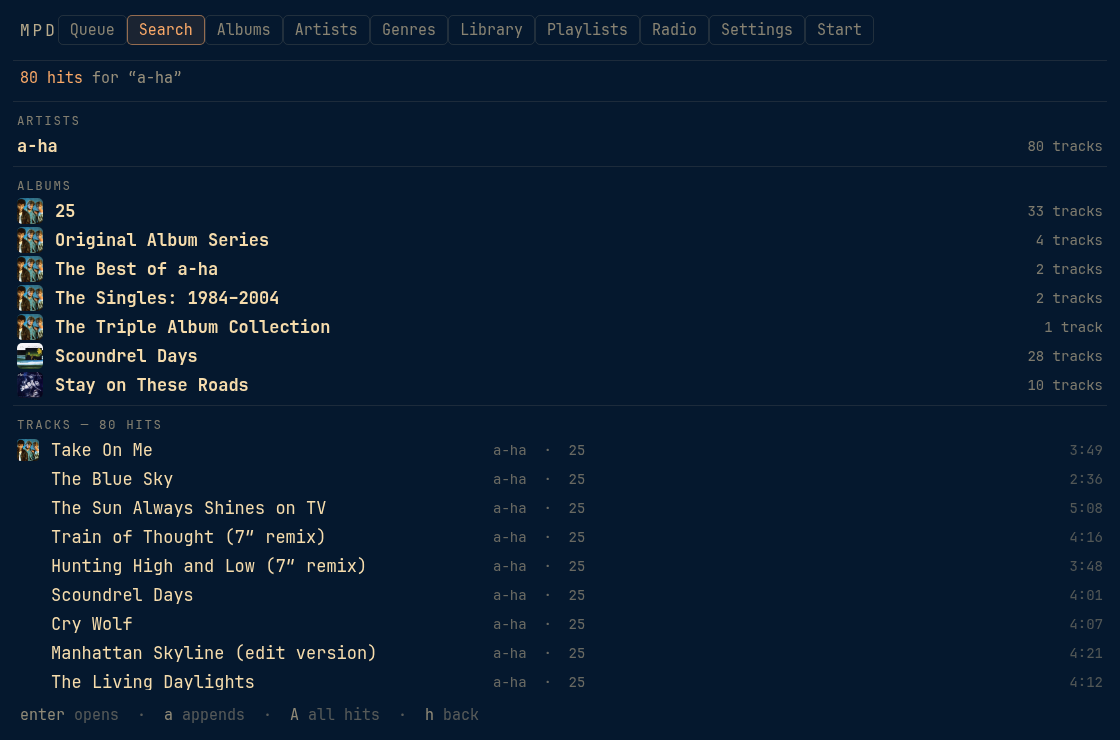 MPD Queue Search Albums Artists Genres Library Playlists Radio Settings Start
80 hits for “a-ha”
ARTISTS
a-ha 80 tracks
ALBUMS
25 33 tracks
Original Album Series 4 tracks
The Best of a-ha 2 tracks
The Singles: 1984–2004 2 tracks
The Triple Album Collection 1 track
Scoundrel Days 28 tracks
Stay on These Roads 10 tracks
TRACKS — 80 HITS
Take On Me a-ha · 25 3:49
The Blue Sky a-ha · 25 2:36
The Sun Always Shines on TV a-ha · 25 5:08
Train of Thought (7″ remix) a-ha · 25 4:16
Hunting High and Low (7″ remix) a-ha · 25 3:48
Scoundrel Days a-ha · 25 4:01
Cry Wolf a-ha · 25 4:07
Manhattan Skyline (edit version) a-ha · 25 4:21
The Living Daylights a-ha · 25 4:12
enter opens · a appends · A all hits · h back